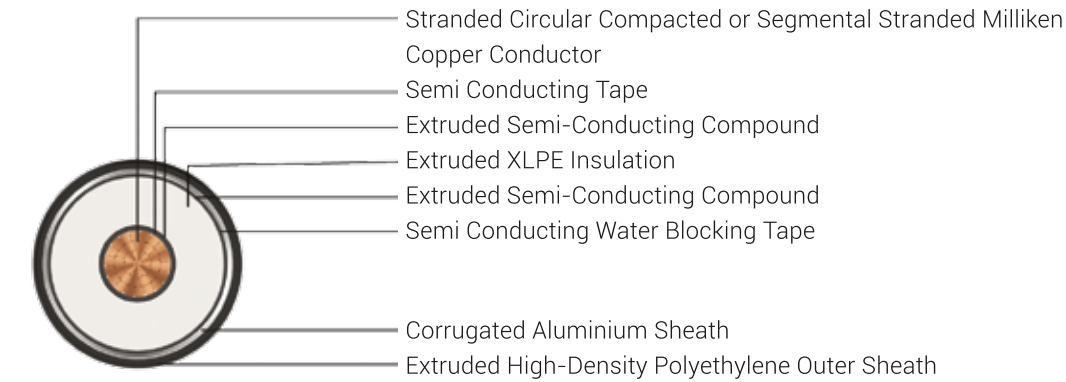 Stranded Circular Compacted or Segmental Stranded Milliken
Copper Conductor
Semi Conducting Tape
Extruded Semi-Conducting Compound
Extruded XLPE Insulation
Extruded Semi-Conducting Compound
Semi Conducting Water Blocking Tape
Corrugated Aluminium Sheath
Extruded High-Density Polyethylene Outer Sheath